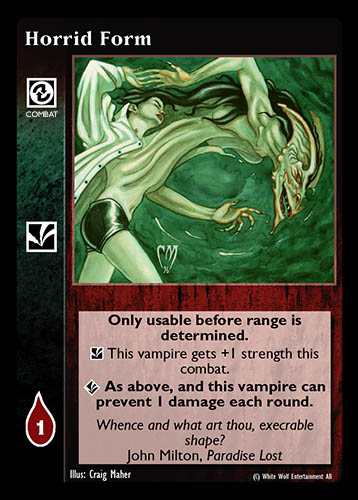 Horrid Form
COMBAT
CM
Only usable before range is
determined.
This vampire gets +1 strength this
combat.
As above, and this vampire can
prevent 1 damage each round.
Whence and what art thou, execrable
shape?
John Milton, Paradise Lost
1
Illus: Craig Maher
(C) White Wolf Entertainment AB